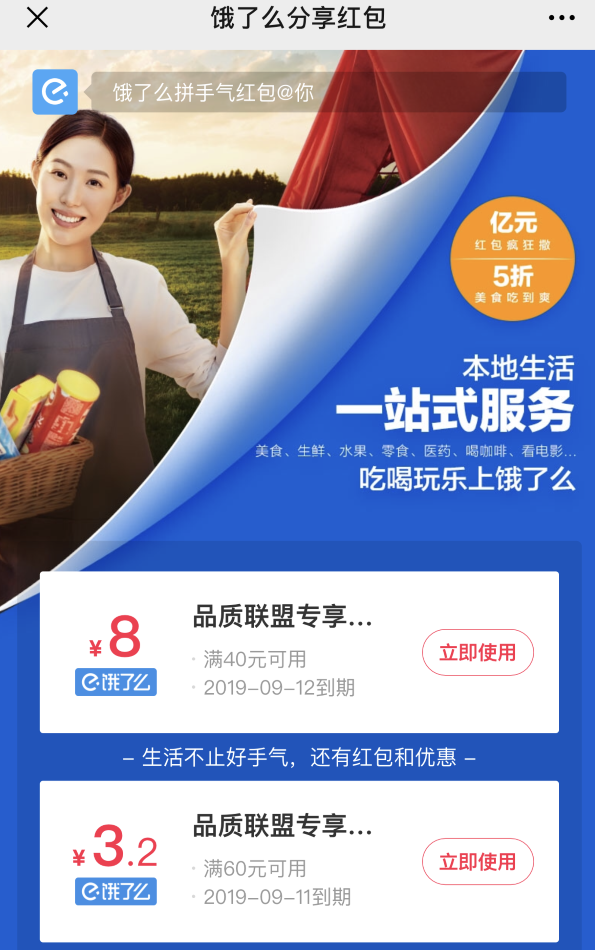 饿了么分享红包
饿了么拼手气红包@你
亿元
红包疯狂撒
5折
美食吃到爽
本地生活
一站式服务
美食、生鲜、水果、零食、医药、喝咖啡、看电影...
吃喝玩乐上饿了么
¥8
饿了么
品质联盟专享...
· 满40元可用
· 2019-09-12到期
立即使用
- 生活不止好手气，还有红包和优惠 -
¥3.2
饿了么
品质联盟专享...
· 满60元可用
· 2019-09-11到期
立即使用